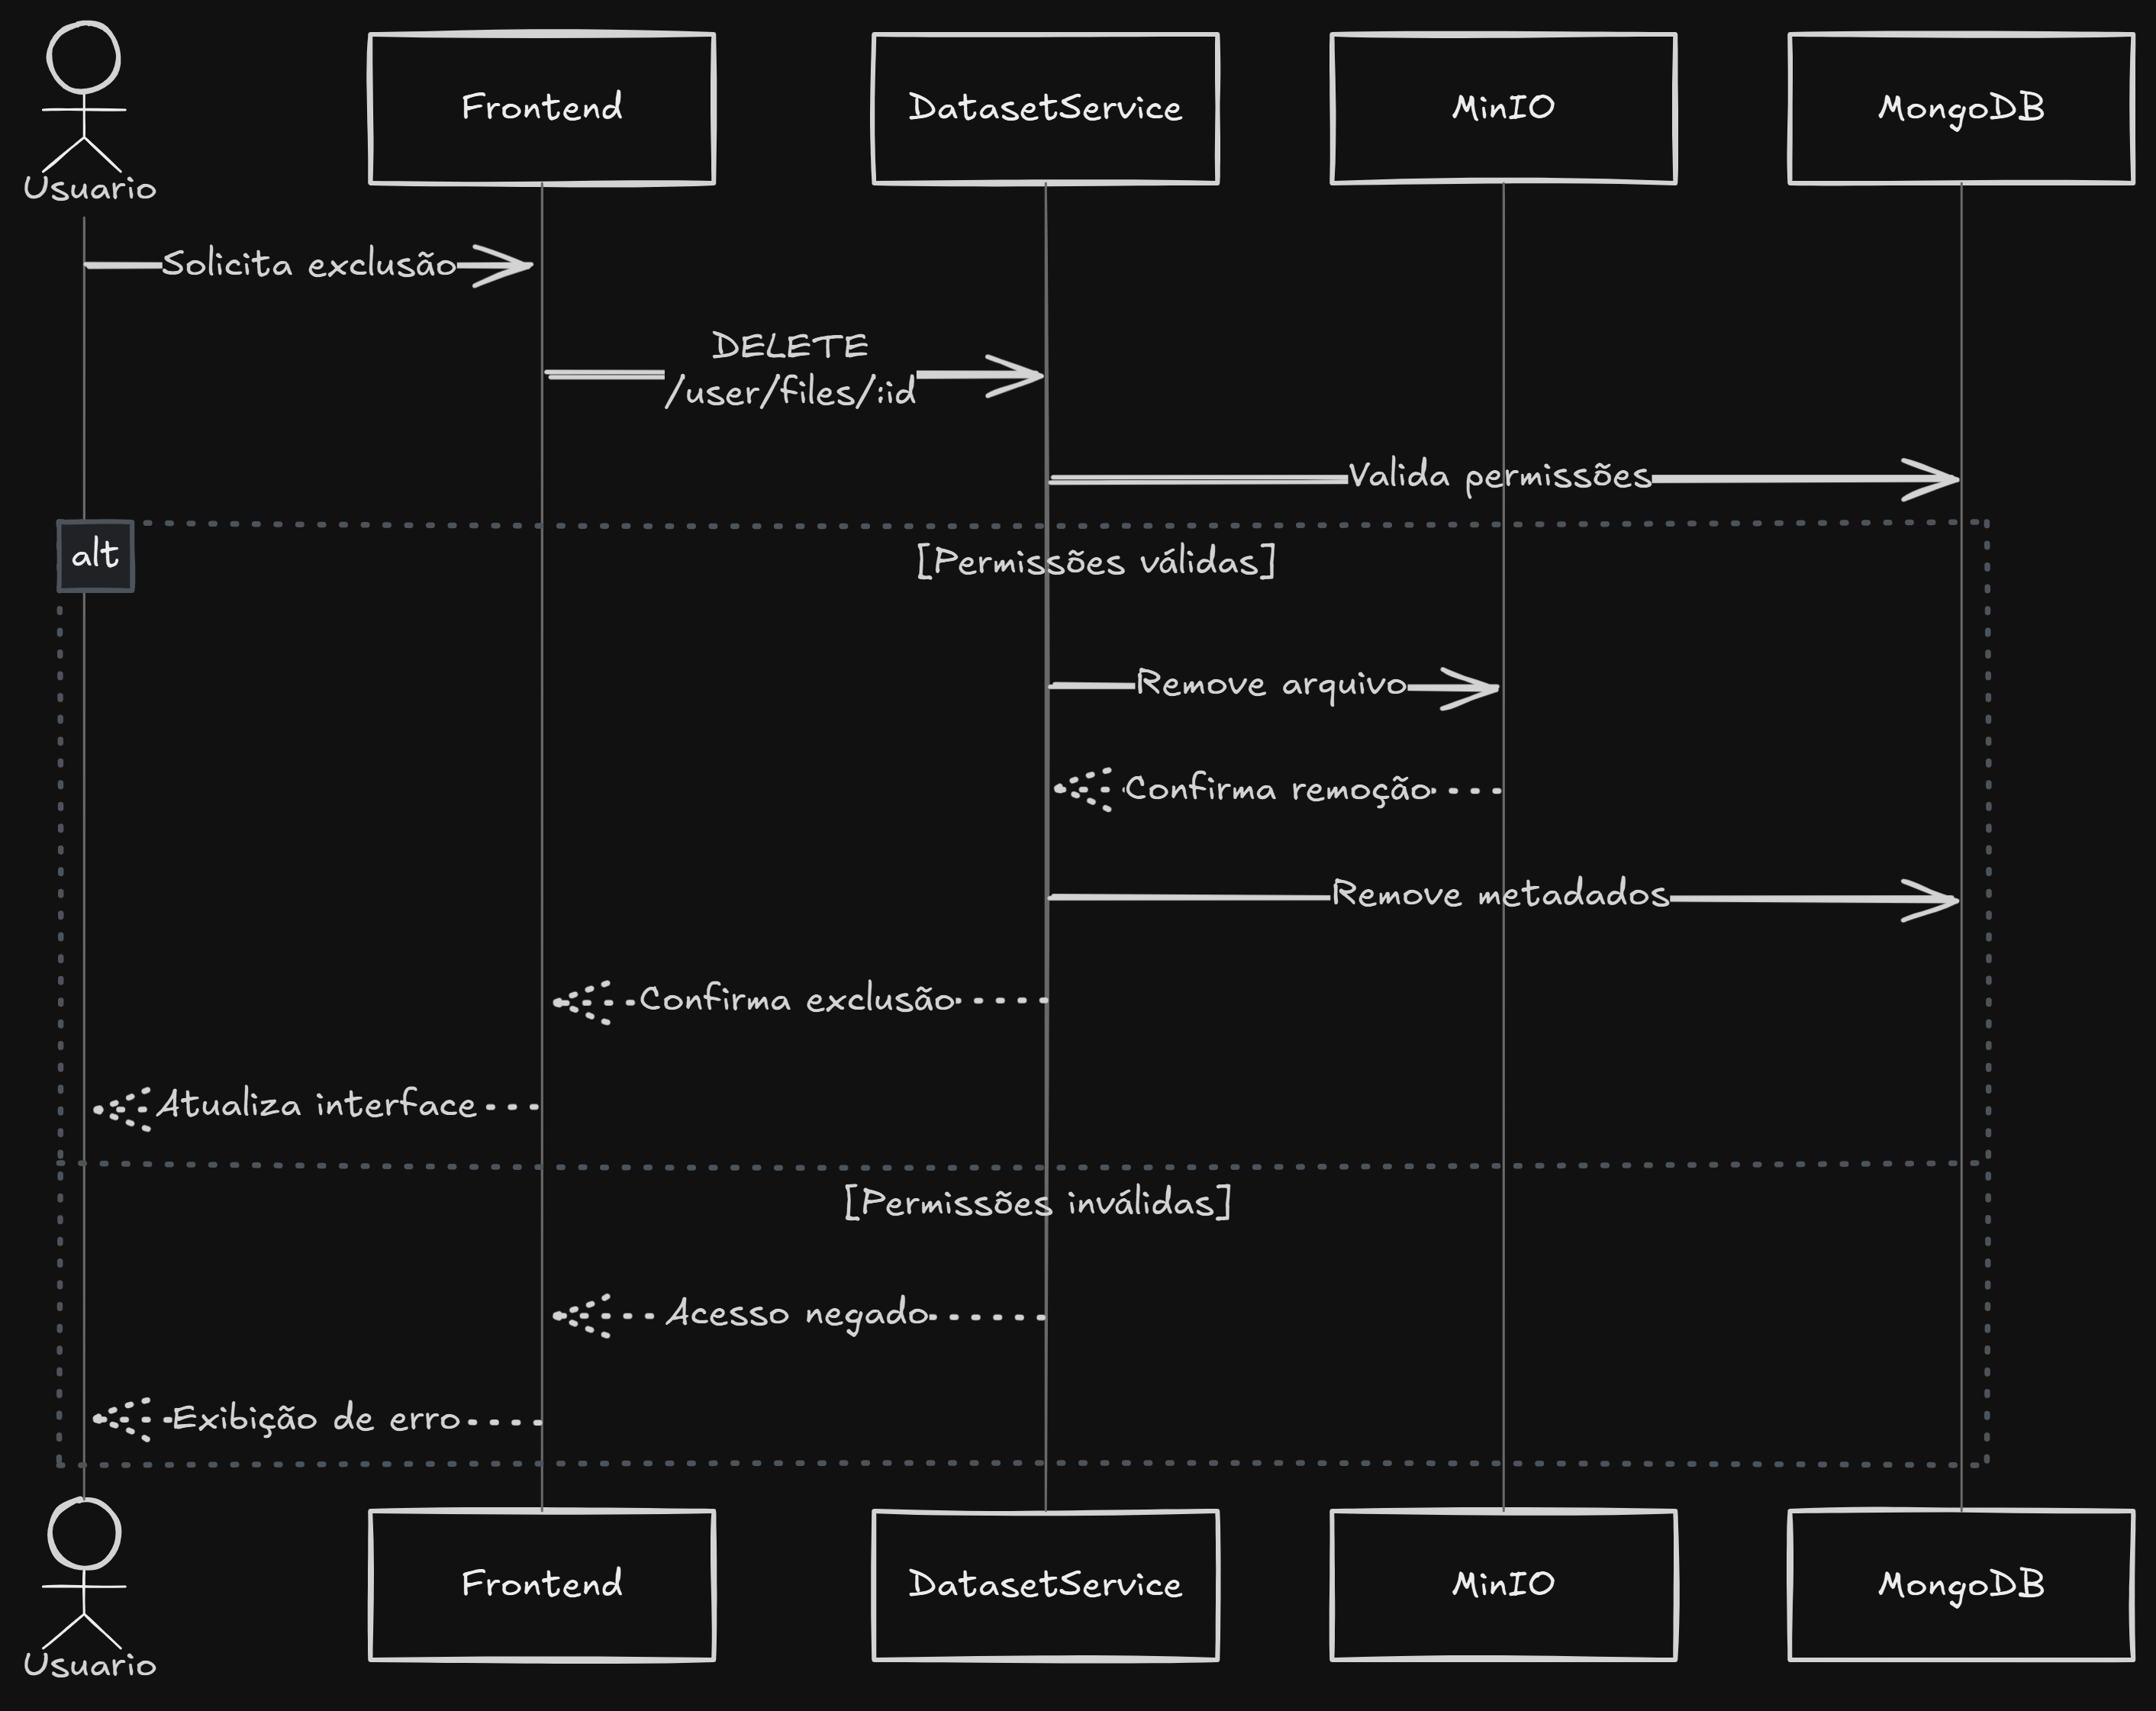 Usuario
Frontend
DatasetService
MinIO
MongoDB
Solicita exclusão
DELETE
/user/files/:id
Valida permissões
alt
[Permissões válidas]
Remove arquivo
Confirma remoção
Remove metadados
Confirma exclusão
Atualiza interface
[Permissões inválidas]
Acesso negado
Exibição de erro
Usuario
Frontend
DatasetService
MinIO
MongoDB